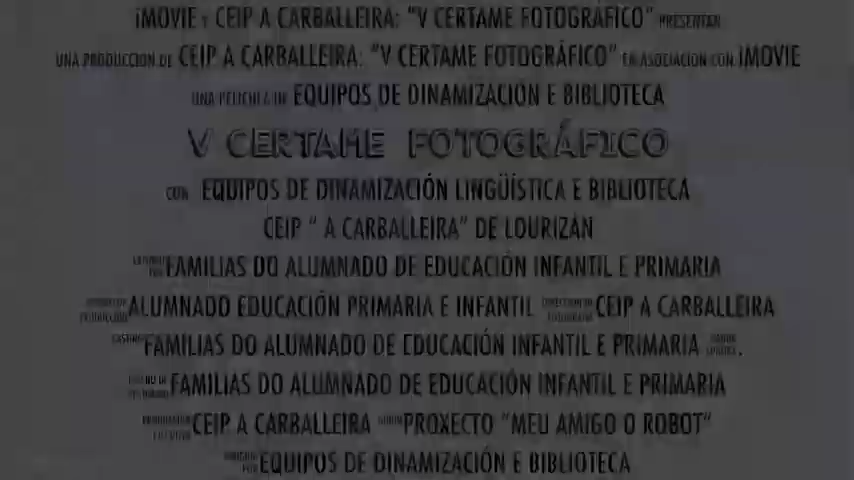 iMOVIE Y CEIP A CARBALLEIRA: "V CERTAME FOTOGRÁFICO" PRESENTAN
UNA PRODUCCIÓN DE CEIP A CARBALLEIRA: "V CERTAME FOTOGRÁFICO" EN ASOCIACIÓN CON iMOVIE
UNA PELÍCULA DE EQUIPOS DE DINAMIZACIÓN E BIBLIOTECA
V CERTAME FOTOGRÁFICO
CON EQUIPOS DE DINAMIZACIÓN LINGÜÍSTICA E BIBLIOTECA
CEIP " A CARBALLEIRA" DE LOURIZÁN
FAMILIAS DO ALUMNADO DE EDUCACIÓN INFANTIL E PRIMARIA
ALUMNADO EDUCACIÓN PRIMARIA E INFANTIL CEIP A CARBALLEIRA
CASTING FAMILIAS DO ALUMNADO DE EDUCACIÓN INFANTIL E PRIMARIA .
FAMILIAS DO ALUMNADO DE EDUCACIÓN INFANTIL E PRIMARIA
CEIP A CARBALLEIRA PROXECTO "MEU AMIGO O ROBOT"
EQUIPOS DE DINAMIZACIÓN E BIBLIOTECA